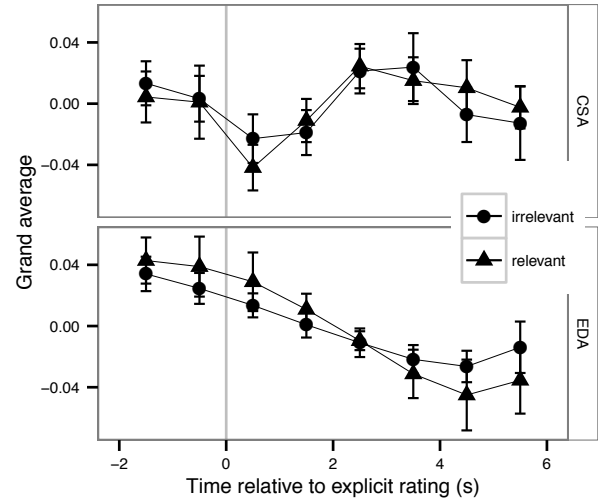 0.04
0.00
−0.04
CSA
Grand average
irrelevant
relevant
0.04
0.00
−0.04
EDA
−2 0 2 4 6
Time relative to explicit rating (s)